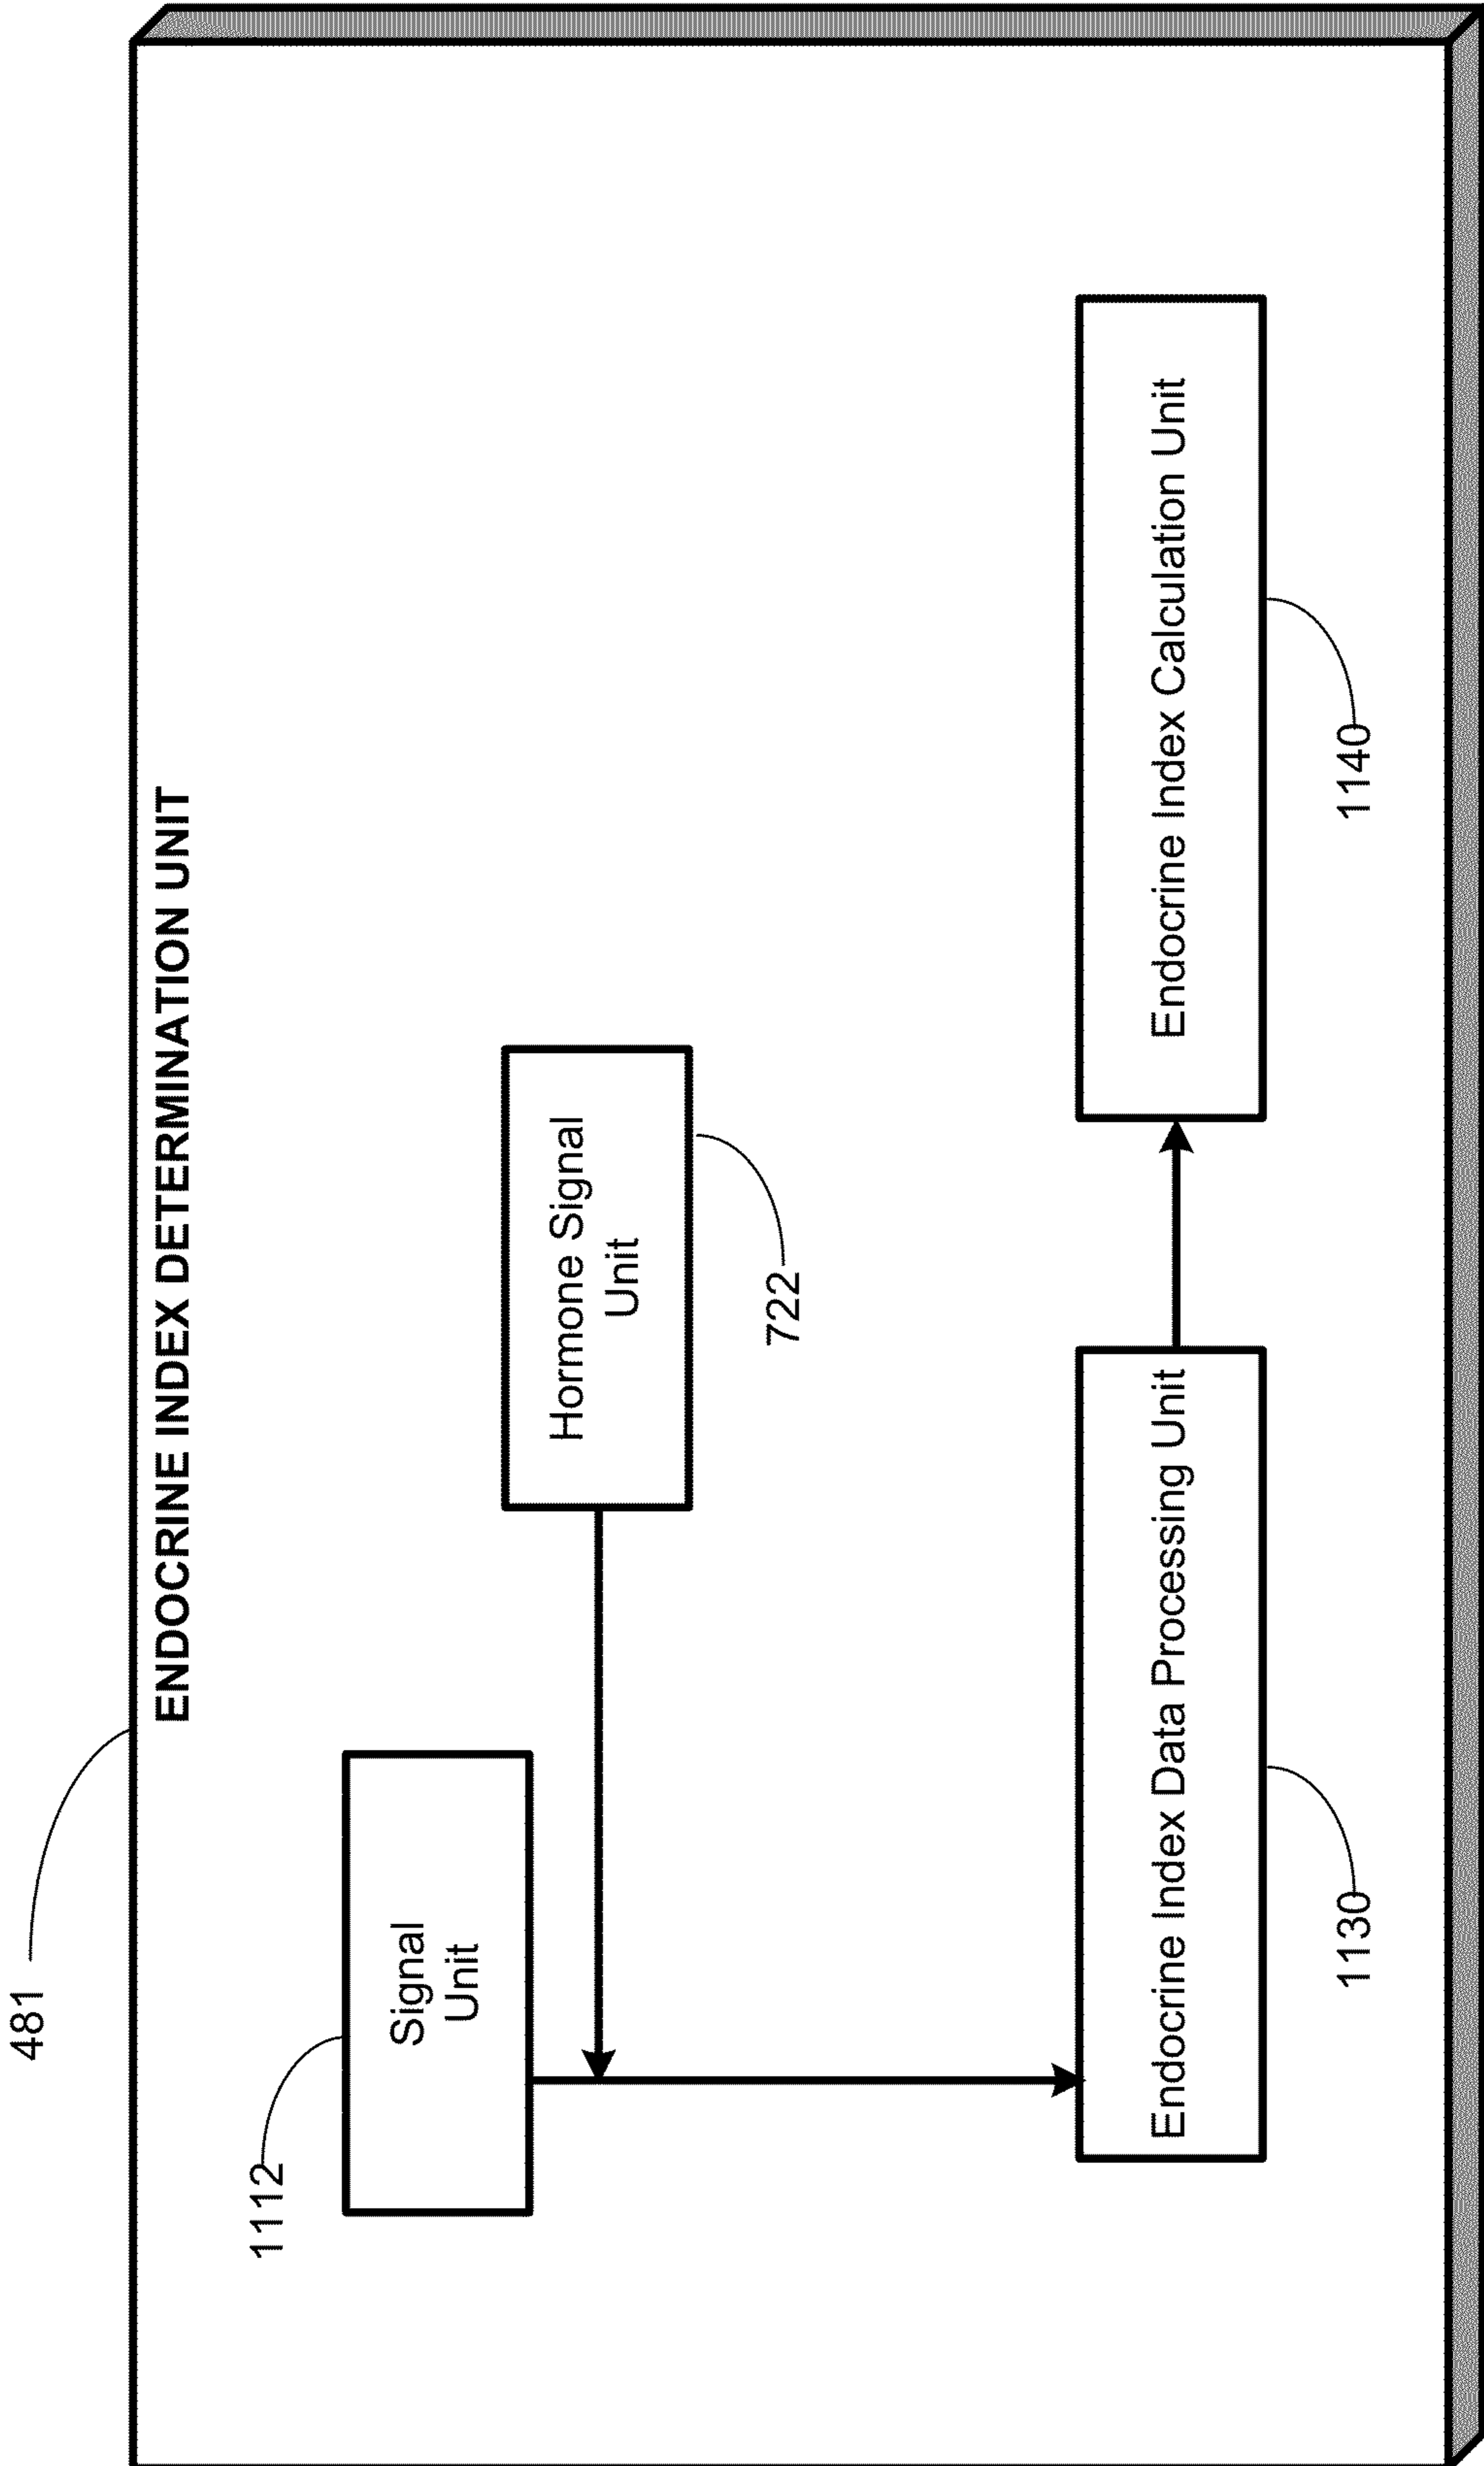 481
ENDOCRINE INDEX DETERMINATION UNIT
1112
Signal
Unit
Hormone Signal
Unit
722
Endocrine Index Data Processing Unit
1130
Endocrine Index Calculation Unit
1140